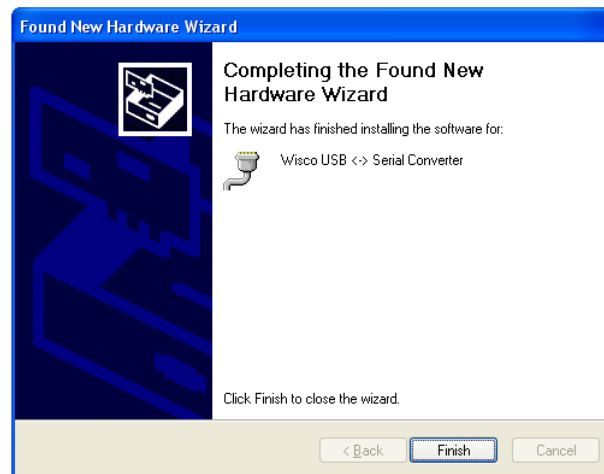 Found New Hardware Wizard
Completing the Found New
Hardware Wizard
The wizard has finished installing the software for:
Wisco USB <-> Serial Converter
Click Finish to close the wizard.
< Back
Finish
Cancel